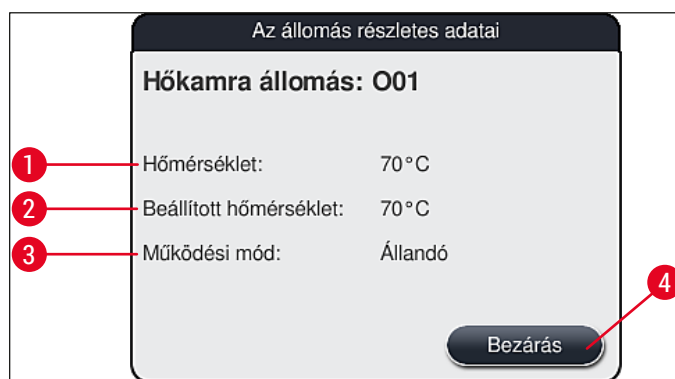 Az állomás részletes adatai
Hőkamra állomás: O01
1 Hőmérséklet: 70°C
2 Beállított hőmérséklet: 70°C
3 Működési mód: Állandó
4
Bezárás